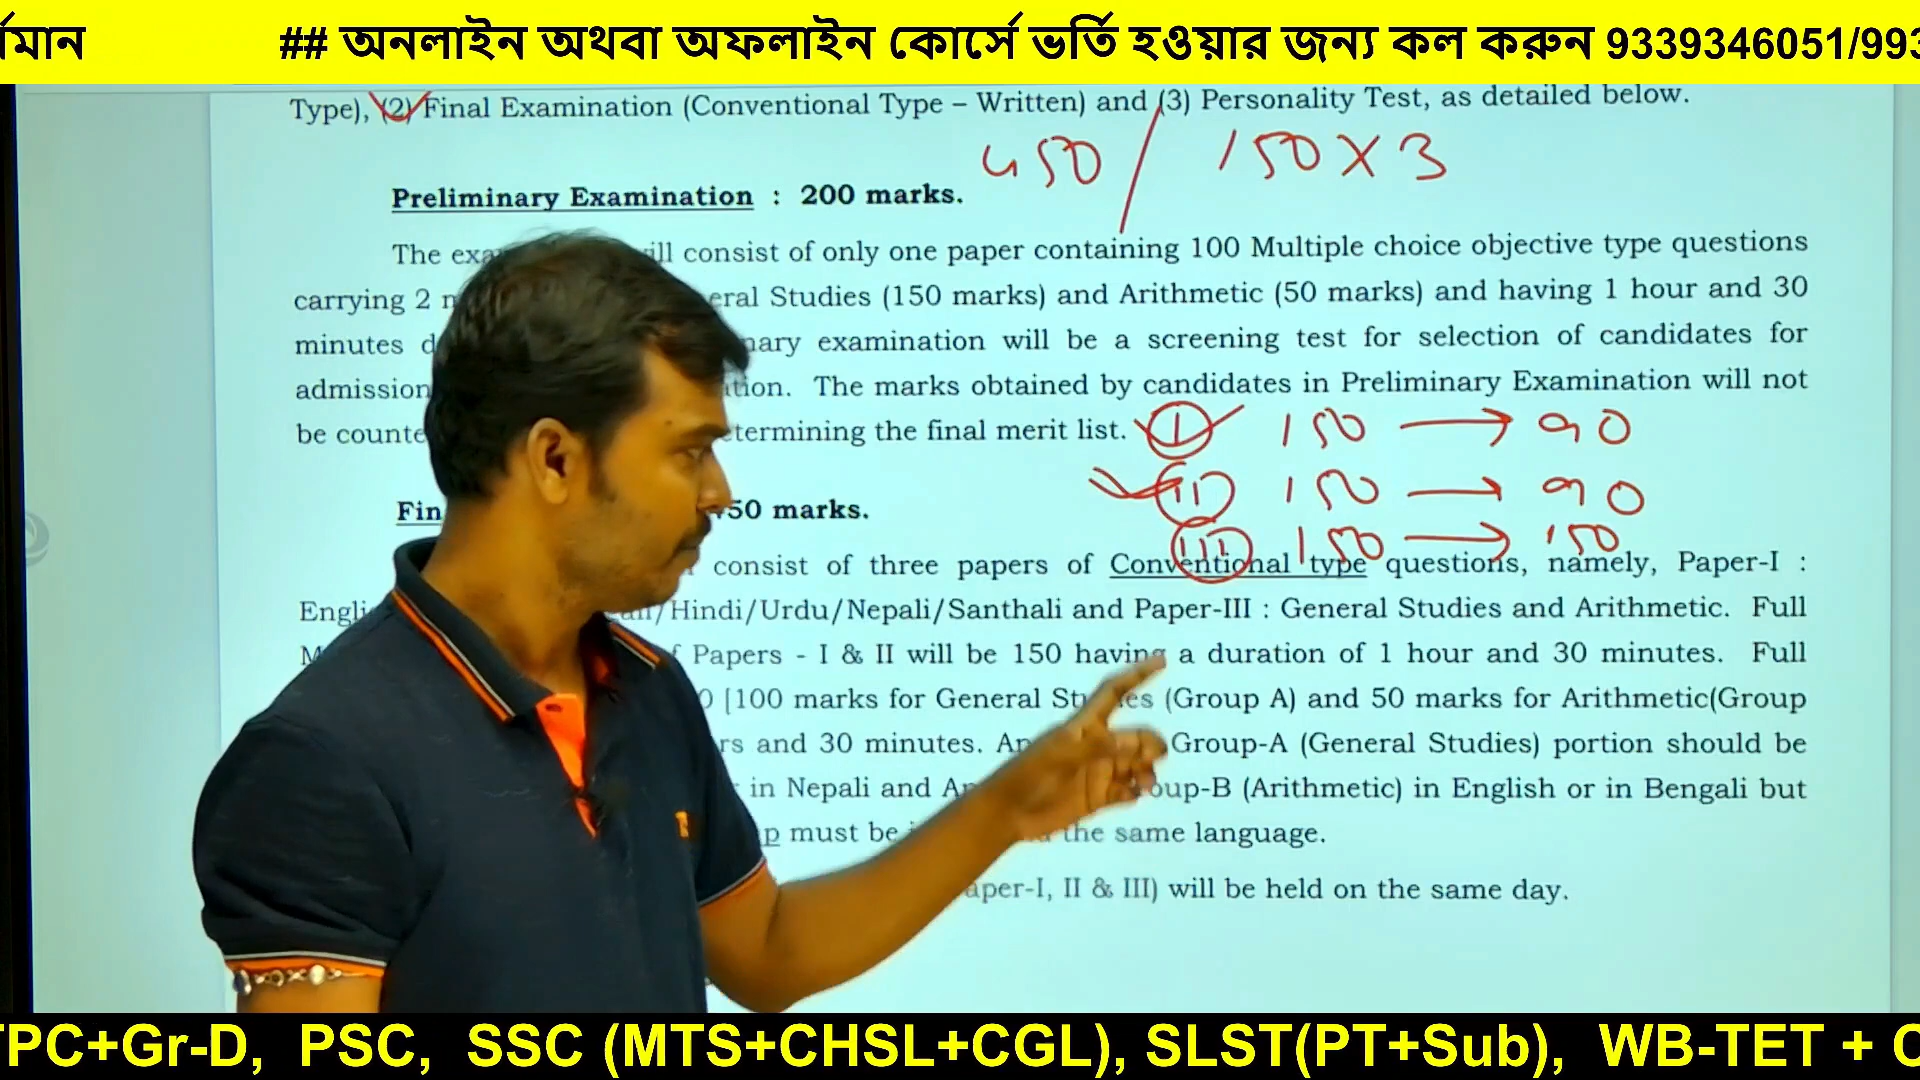 র্তমান ## অনলাইন অথবা অফলাইন কোর্সে ভর্তি হওয়ার জন্য কল করুন 9339346051/993
Type), (2) Final Examination (Conventional Type – Written) and (3) Personality Test, as detailed below.
450 / 150 X 3
Preliminary Examination : 200 marks.
The ill consist of only one paper containing 100 Multiple choice objective type questions
carrying 2 eral Studies (150 marks) and Arithmetic (50 marks) and having 1 hour and 30
minutes nary examination will be a screening test for selection of candidates for
admission tion. The marks obtained by candidates in Preliminary Examination will not
be counte termining the final merit list.
I 150 → 90
II 150 → 90
Fin 450 marks.
III 150 → 150
consist of three papers of Conventional type questions, namely, Paper-I :
Engli /Hindi/Urdu/Nepali/Santhali and Paper-III : General Studies and Arithmetic. Full
Papers - I & II will be 150 having a duration of 1 hour and 30 minutes. Full
[100 marks for General Studies (Group A) and 50 marks for Arithmetic(Group
rs and 30 minutes. Group-A (General Studies) portion should be
in Nepali and oup-B (Arithmetic) in English or in Bengali but
must be the same language.
aper-I, II & III) will be held on the same day.
TPC+Gr-D, PSC, SSC (MTS+CHSL+CGL), SLST(PT+Sub), WB-TET + C